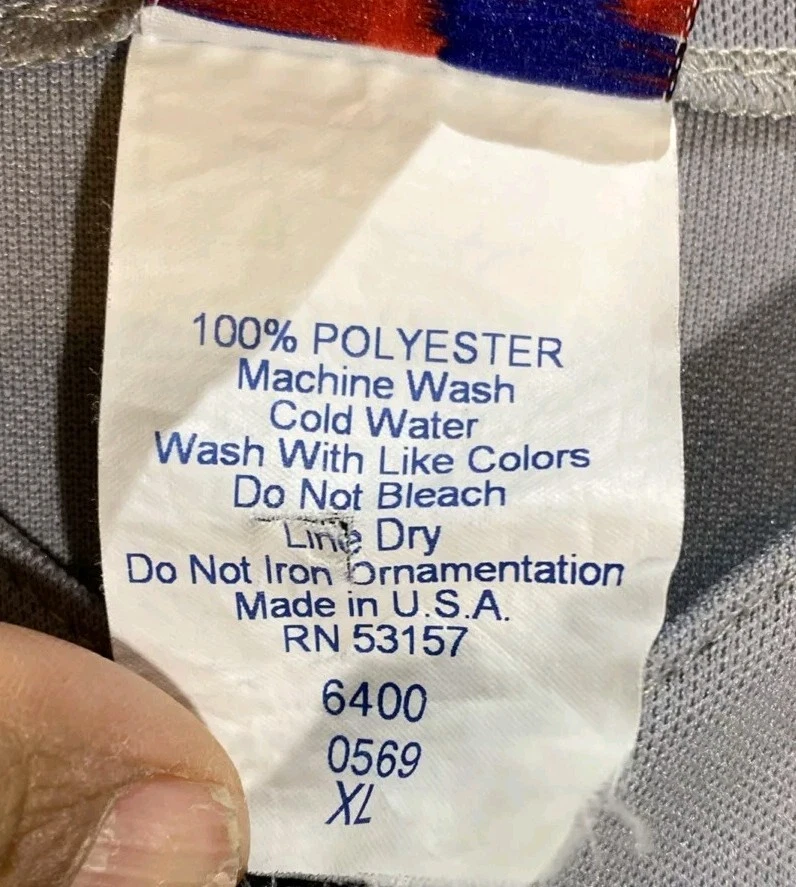 100% POLYESTER
Machine Wash
Cold Water
Wash With Like Colors
Do Not Bleach
Line Dry
Do Not Iron Ornamentation
Made in U.S.A.
RN 53157
6400
0569
XL